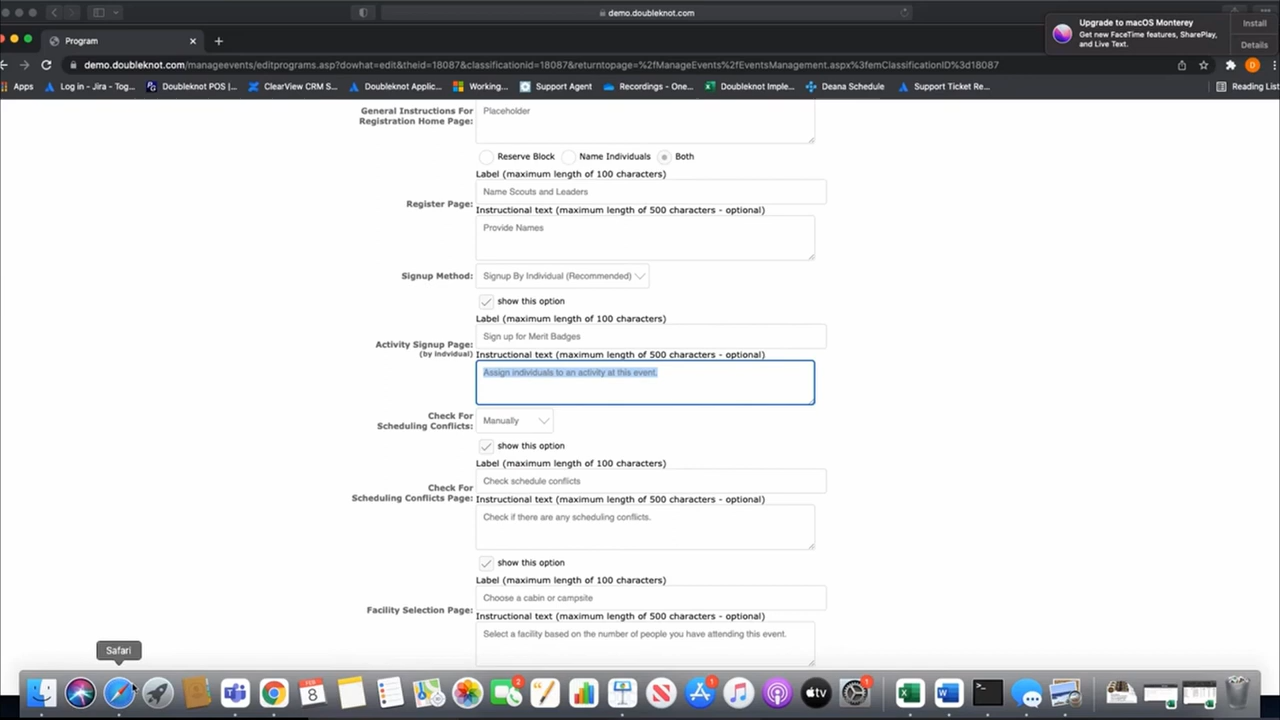 demo.doubleknot.com
Upgrade to macOS Monterey
Get new FaceTime features, SharePlay, and Live Text.
Install
Details
Program
demo.doubleknot.com/manageevents/editprograms.asp?dowhat=edit&theid=18087&classificationid=18087&returntopage=%2fManageEvents%2fEventsManagement.aspx%3femClassificationID%3d18087
D
Apps
Log in - Jira - Tog...
Doubleknot POS |...
ClearView CRM S...
Doubleknot Applic...
Working...
Support Agent
Recordings - One...
Doubleknot Imple...
Deana Schedule
Support Ticket Re...
Reading List
General Instructions For
Registration Home Page:
Placeholder
Reserve Block
Name Individuals
Both
Label (maximum length of 100 characters)
Name Scouts and Leaders
Register Page:
Instructional text (maximum length of 500 characters - optional)
Provide Names
Signup Method:
Signup By Individual (Recommended)
show this option
Label (maximum length of 100 characters)
Sign up for Merit Badges
Activity Signup Page:
(by Indvidual)
Instructional text (maximum length of 500 characters - optional)
Assign individuals to an activity at this event.
Check For
Scheduling Conflicts:
Manually
show this option
Label (maximum length of 100 characters)
Check schedule conflicts
Check For
Scheduling Conflicts Page:
Instructional text (maximum length of 500 characters - optional)
Check if there are any scheduling conflicts.
show this option
Label (maximum length of 100 characters)
Choose a cabin or campsite
Facility Selection Page:
Instructional text (maximum length of 500 characters - optional)
Select a facility based on the number of people you have attending this event.
Safari
FEB
8
2
1
tv
1